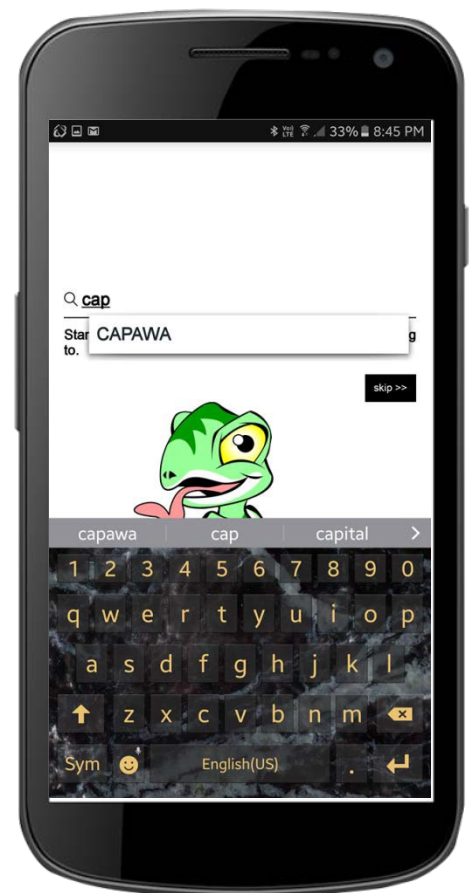 33% 8:45 PM
cap
CAPAWA
Star g
to.
skip >>
capawa cap capital >
1 2 3 4 5 6 7 8 9 0
q w e r t y u i o p
a s d f g h j k l
z x c v b n m
Sym English(US) .